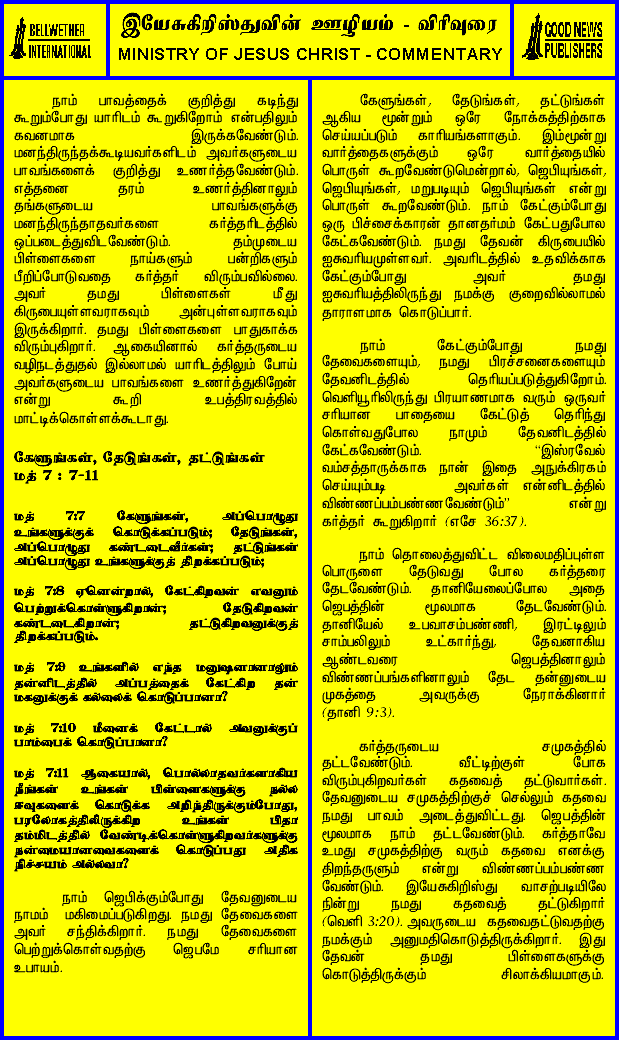 BELLWETHER
INTERNATIONAL
இயேசுகிறிஸ்துவின் ஊழியம் - விரிவுரை
MINISTRY OF JESUS CHRIST - COMMENTARY
GOOD NEWS
PUBLISHERS
நாம் பாவத்தைக் குறித்து கடிந்து
கூறும்போது யாரிடம் கூறுகிறோம் என்பதிலும்
கவனமாக இருக்கவேண்டும்.
மனந்திருந்தக்கூடியவர்களிடம் அவர்களுடைய
பாவங்களைக் குறித்து உணர்த்தவேண்டும்.
எத்தனை தரம் உணர்த்தினாலும்
தங்களுடைய பாவங்களுக்கு
மனந்திருந்தாதவர்களை கர்த்தரிடத்தில்
ஒப்படைத்துவிடவேண்டும். தம்முடைய
பிள்ளைகளை நாய்களும் பன்றிகளும்
பீறிப்போடுவதை கர்த்தர் விரும்பவில்லை.
அவர் தமது பிள்ளைகள் மீது
கிருபையுள்ளவராகவும் அன்புள்ளவராகவும்
இருக்கிறார். தமது பிள்ளைகளை பாதுகாக்க
விரும்புகிறார். ஆகையினால் கர்த்தருடைய
வழிநடத்துதல் இல்லாமல் யாரிடத்திலும் போய்
அவர்களுடைய பாவங்களை உணர்த்துகிறேன்
என்று கூறி உபத்திரவத்தில்
மாட்டிக்கொள்ளக்கூடாது.
கேளுங்கள், தேடுங்கள், தட்டுங்கள்
மத் 7 : 7-11
மத் 7:7 கேளுங்கள், அப்பொழுது
உங்களுக்குக் கொடுக்கப்படும்; தேடுங்கள்,
அப்பொழுது கண்டடைவீர்கள்; தட்டுங்கள்
அப்பொழுது உங்களுக்குத் திறக்கப்படும்;
மத் 7:8 ஏனென்றால், கேட்கிறவன் எவனும்
பெற்றுக்கொள்ளுகிறான்; தேடுகிறவன்
கண்டடைகிறான்; தட்டுகிறவனுக்குத்
திறக்கப்படும்.
மத் 7:9 உங்களில் எந்த மனுஷனானாலும்
தன்னிடத்தில் அப்பத்தைக் கேட்கிற தன்
மகனுக்குக் கல்லைக் கொடுப்பானா?
மத் 7:10 மீனைக் கேட்டால் அவனுக்குப்
பாம்பைக் கொடுப்பானா?
மத் 7:11 ஆகையால், பொல்லாதவர்களாகிய
நீங்கள் உங்கள் பிள்ளைகளுக்கு நல்ல
ஈவுகளைக் கொடுக்க அறிந்திருக்கும்போது,
பரலோகத்திலிருக்கிற உங்கள் பிதா
தம்மிடத்தில் வேண்டிக்கொள்ளுகிறவர்களுக்கு
நன்மையானவைகளைக் கொடுப்பது அதிக
நிச்சயம் அல்லவா?
நாம் ஜெபிக்கும்போது தேவனுடைய
நாமம் மகிமைப்படுகிறது. நமது தேவைகளை
அவர் சந்திக்கிறார். நமது தேவைகளை
பெற்றுக்கொள்வதற்கு ஜெபமே சரியான
உபாயம்.
கேளுங்கள், தேடுங்கள், தட்டுங்கள்
ஆகிய மூன்றும் ஒரே நோக்கத்திற்காக
செய்யப்படும் காரியங்களாகும். இம்மூன்று
வார்த்தைகளுக்கும் ஒரே வார்த்தையில்
பொருள் கூறவேண்டுமென்றால், ஜெபியுங்கள்,
ஜெபியுங்கள், மறுபடியும் ஜெபியுங்கள் என்று
பொருள் கூறவேண்டும். நாம் கேட்கும்போது
ஒரு பிச்சைக்காரன் தானதர்மம் கேட்பதுபோல
கேட்கவேண்டும். நமது தேவன் கிருபையில்
ஐசுவரியமுள்ளவர். அவரிடத்தில் உதவிக்காக
கேட்கும்போது அவர் தமது
ஐசுவரியத்திலிருந்து நமக்கு குறைவில்லாமல்
தாராளமாக கொடுப்பார்.
நாம் கேட்கும்போது நமது
தேவைகளையும், நமது பிரச்சனைகளையும்
தேவனிடத்தில் தெரியப்படுத்துகிறோம்.
வெளியூரிலிருந்து பிரயாணமாக வரும் ஒருவர்
சரியான பாதையை கேட்டுத் தெரிந்து
கொள்வதுபோல நாமும் தேவனிடத்தில்
கேட்கவேண்டும். "இஸ்ரவேல்
வம்சத்தாருக்காக நான் இதை அநுக்கிரகம்
செய்யும்படி அவர்கள் என்னிடத்தில்
விண்ணப்பம்பண்ணவேண்டும்" என்று
கர்த்தர் கூறுகிறார் (எசே 36:37).
நாம் தொலைத்துவிட்ட விலைமதிப்புள்ள
பொருளை தேடுவது போல கர்த்தரை
தேடவேண்டும். தானியேலைப்போல அதை
ஜெபத்தின் மூலமாக தேடவேண்டும்.
தானியேல் உபவாசம்பண்ணி, இரட்டிலும்
சாம்பலிலும் உட்கார்ந்து, தேவனாகிய
ஆண்டவரை ஜெபத்தினாலும்
விண்ணப்பங்களினாலும் தேட தன்னுடைய
முகத்தை அவருக்கு நேராக்கினார்
(தானி 9:3).
கர்த்தருடைய சமுகத்தில்
தட்டவேண்டும். வீட்டிற்குள் போக
விரும்புகிறவர்கள் கதவைத் தட்டுவார்கள்.
தேவனுடைய சமுகத்திற்குச் செல்லும் கதவை
நமது பாவம் அடைத்துவிட்டது. ஜெபத்தின்
மூலமாக நாம் தட்டவேண்டும். கர்த்தாவே
உமது சமுகத்திற்கு வரும் கதவை எனக்கு
திறந்தருளும் என்று விண்ணப்பம்பண்ண
வேண்டும். இயேசுகிறிஸ்து வாசற்படியிலே
நின்று நமது கதவைத் தட்டுகிறார்
(வெளி 3:20). அவருடைய கதவைதட்டுவதற்கு
நமக்கும் அனுமதிகொடுத்திருக்கிறார். இது
தேவன் தமது பிள்ளைகளுக்கு
கொடுத்திருக்கும் சிலாக்கியமாகும்.